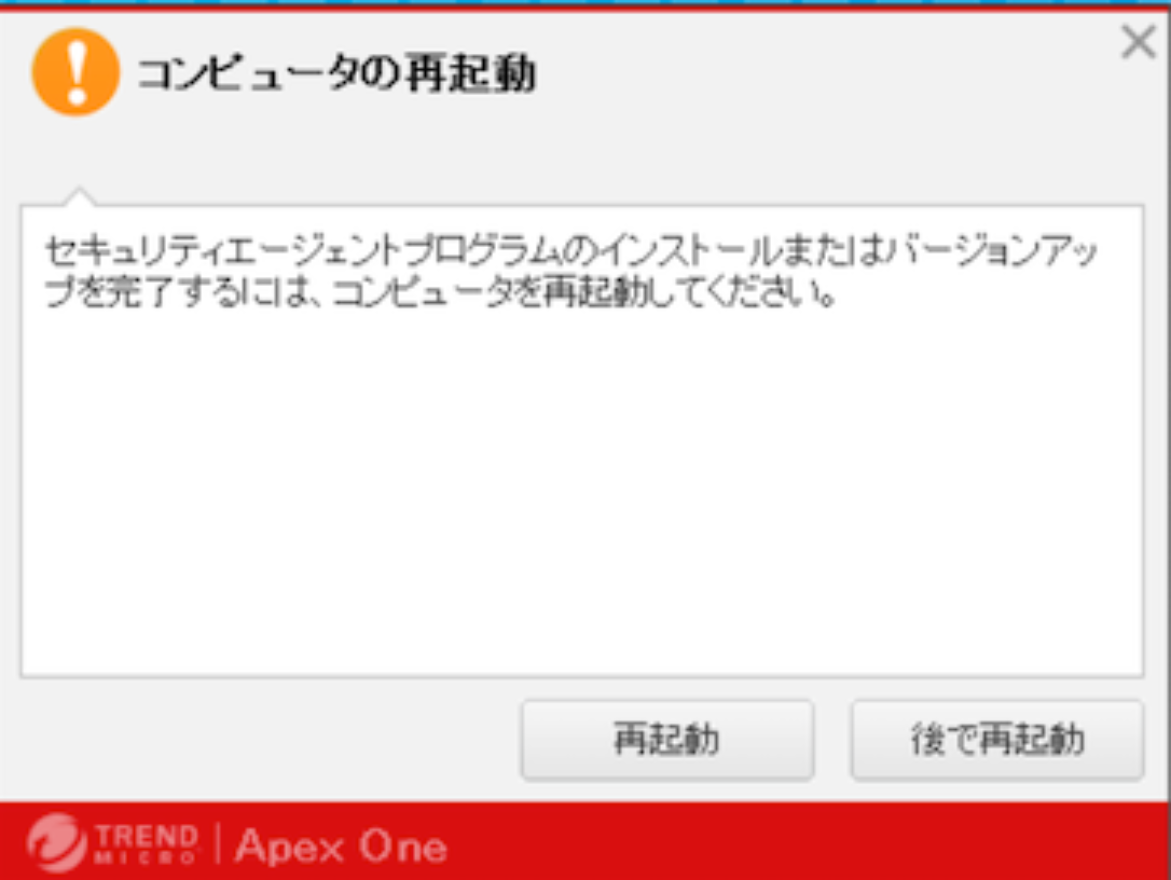 コンピュータの再起動
セキュリティエージェントプログラムのインストールまたはバージョンアッ
プを完了するには、コンピュータを再起動してください。
再起動
後で再起動
TREND MICRO | Apex One